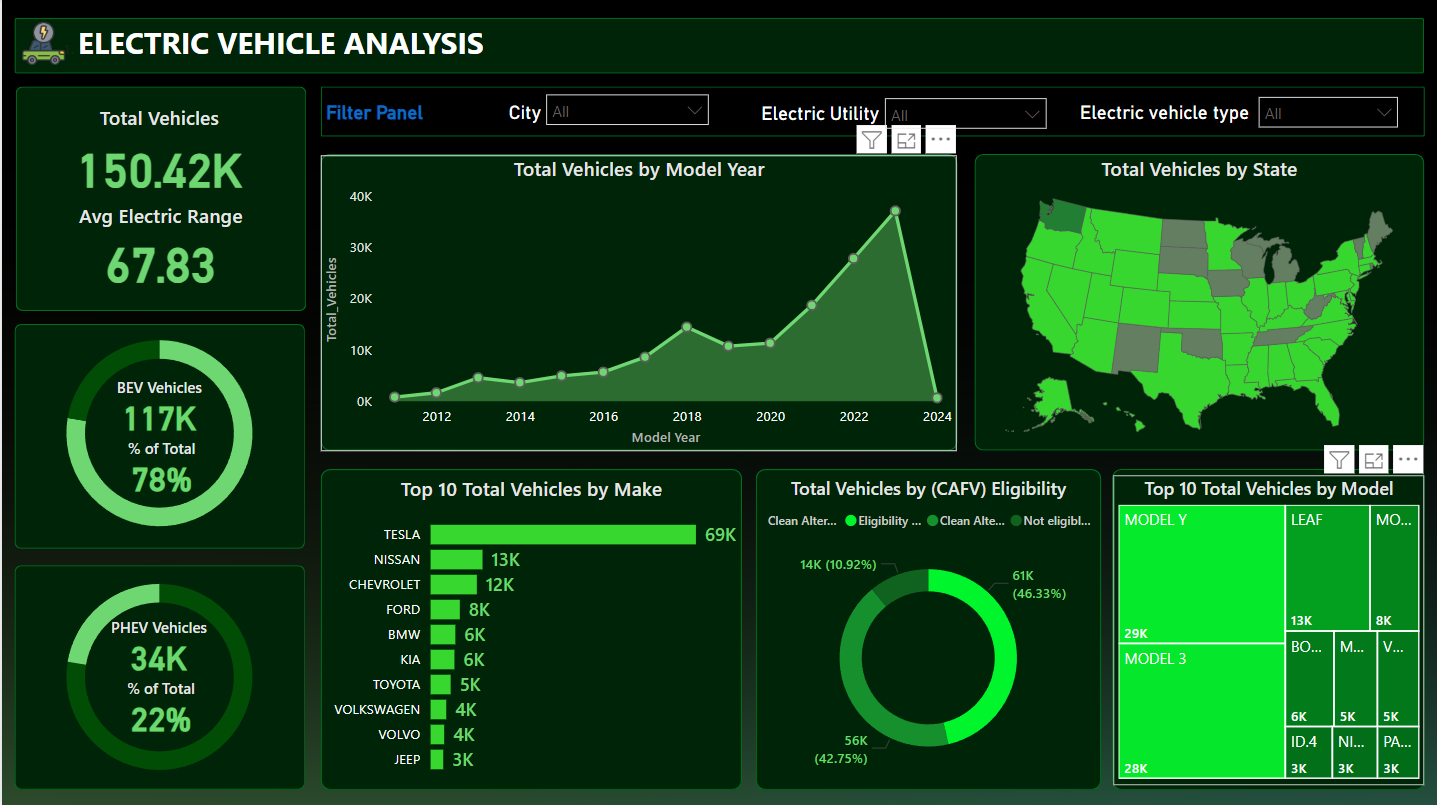 ELECTRIC VEHICLE ANALYSIS
Total Vehicles
150.42K
Avg Electric Range
67.83
Filter Panel
City All
Electric Utility All
Electric vehicle type All
BEV Vehicles
117K
% of Total
78%
PHEV Vehicles
34K
% of Total
22%
Total Vehicles by Model Year
Total_Vehicles
40K
30K
20K
10K
0K
2012 2014 2016 2018 2020 2022 2024
Model Year
Total Vehicles by State
Top 10 Total Vehicles by Make
TESLA 69K
NISSAN 13K
CHEVROLET 12K
FORD 8K
BMW 6K
KIA 6K
TOYOTA 5K
VOLKSWAGEN 4K
VOLVO 4K
JEEP 3K
Total Vehicles by (CAFV) Eligibility
Clean Alter... Eligibility ... Clean Alte... Not eligibl...
14K (10.92%)
61K
(46.33%)
56K
(42.75%)
Top 10 Total Vehicles by Model
MODEL Y
29K
MODEL 3
28K
LEAF
13K
MO...
8K
BO...
6K
M...
5K
V...
5K
ID.4
3K
NI...
3K
PA...
3K